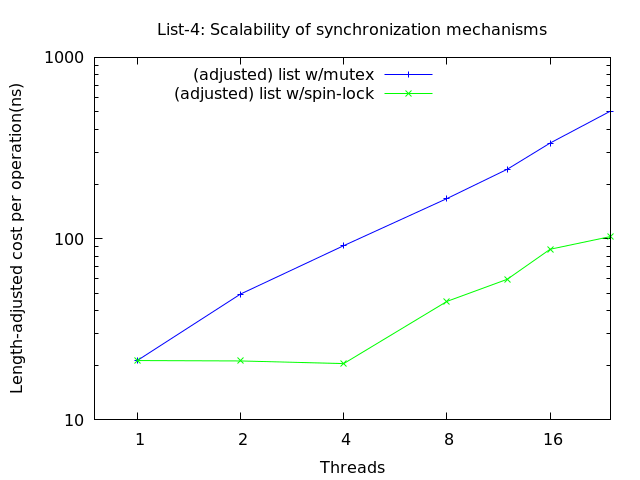 List-4: Scalability of synchronization mechanisms
1000
(adjusted) list w/mutex
(adjusted) list w/spin-lock
Length-adjusted cost per operation(ns)
100
10
1 2 4 8 16
Threads